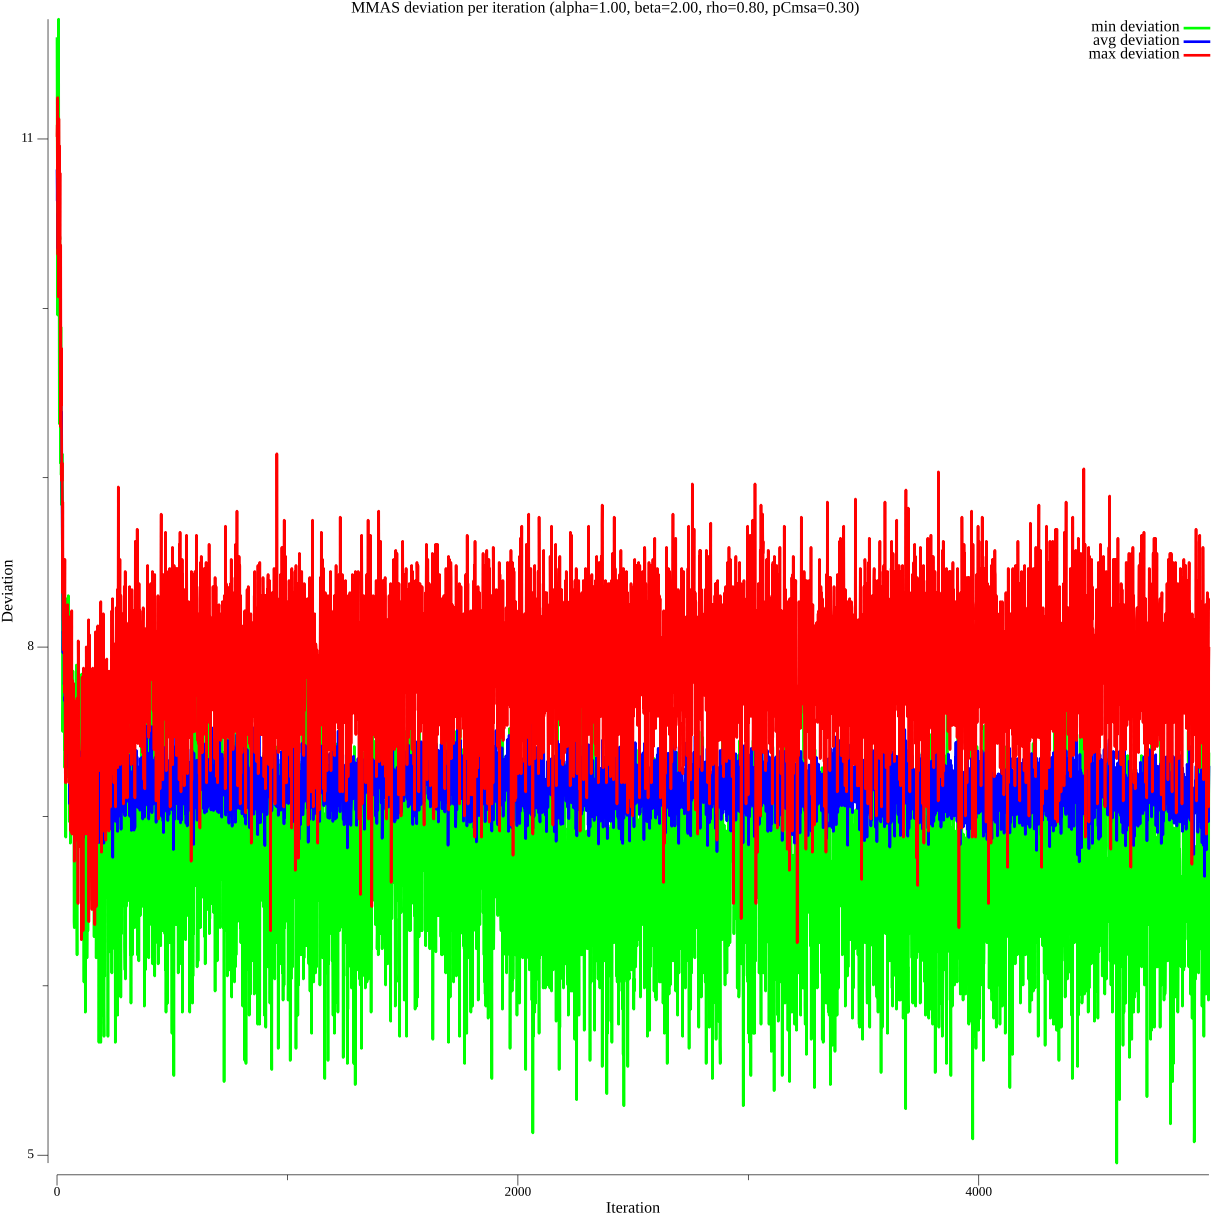 MMAS deviation per iteration (alpha=1.00, beta=2.00, rho=0.80, pCmsa=0.30)
min deviation
avg deviation
max deviation
11
8
5
Deviation
0
2000
4000
Iteration